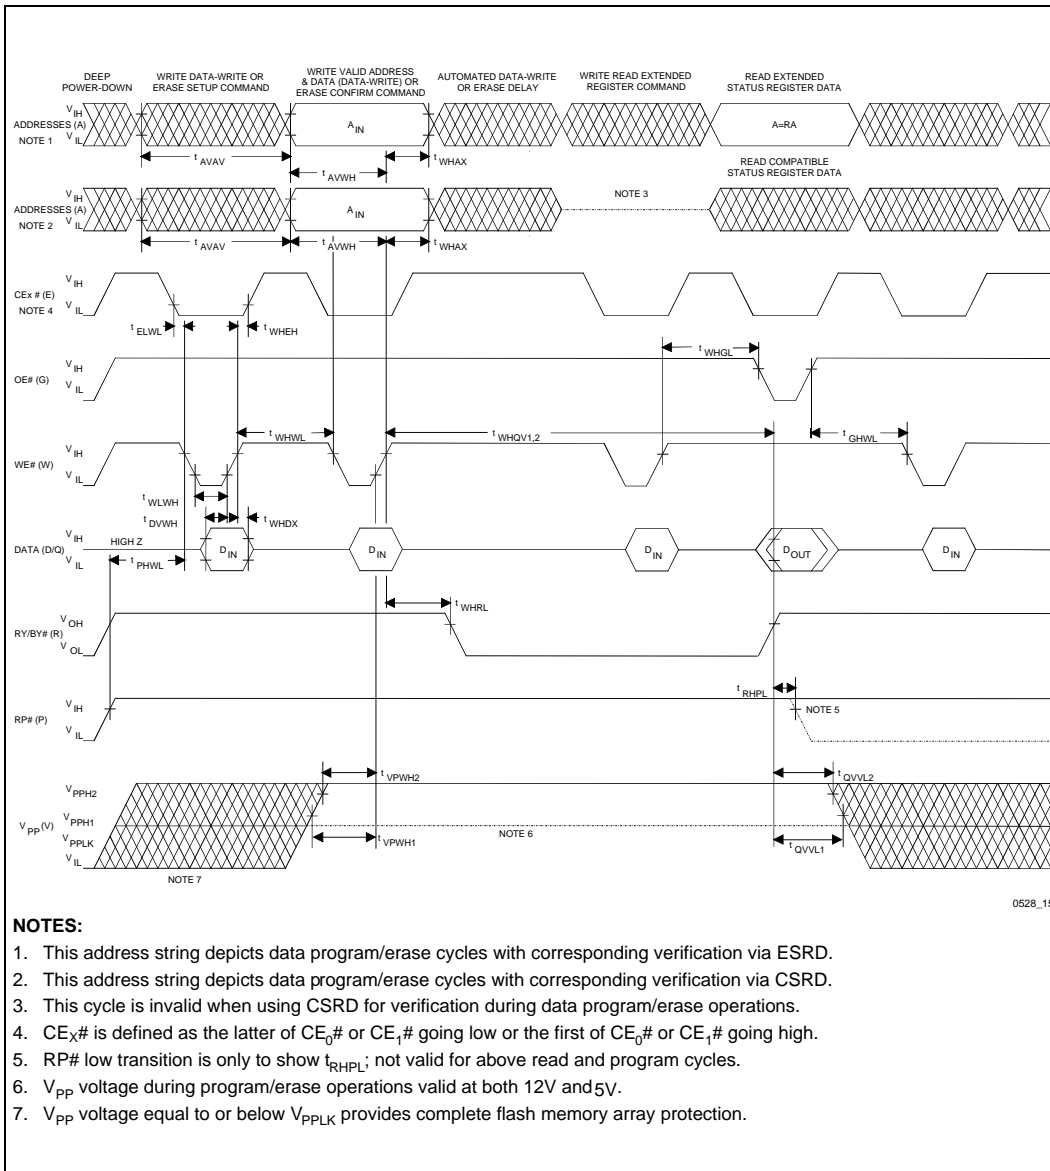 DEEP
POWER-DOWN
WRITE DATA-WRITE OR
ERASE SETUP COMMAND
WRITE VALID ADDRESS
& DATA (DATA-WRITE) OR
ERASE CONFIRM COMMAND
AUTOMATED DATA-WRITE
OR ERASE DELAY
WRITE READ EXTENDED
REGISTER COMMAND
READ EXTENDED
STATUS REGISTER DATA
V IH
ADDRESSES (A)
NOTE 1
V IL
A IN
A=RA
t AVAV
t AVWH
t WHAX
READ COMPATIBLE
STATUS REGISTER DATA
V IH
ADDRESSES (A)
NOTE 2
V IL
A IN
NOTE 3
t AVAV
t AVWH
t WHAX
V IH
CEx # (E)
NOTE 4
V IL
t ELWL
t WHEH
t WHGL
V IH
OE# (G)
V IL
t WHWL
t WHQV1,2
t GHWL
V IH
WE# (W)
V IL
t WLWH
t DVWH
t WHDX
V IH
DATA (D/Q)
V IL
HIGH Z
D IN
D IN
D IN
D OUT
D IN
t PHWL
t WHRL
V OH
RY/BY# (R)
V OL
t RHPL
V IH
RP# (P)
V IL
NOTE 5
t VPWH2
t QVVL2
V PPH2
V PPH1
V PP (V)
V PPLK
V IL
NOTE 6
t VPWH1
t QVVL1
NOTE 7
0528_15
NOTES:
1. This address string depicts data program/erase cycles with corresponding verification via ESRD.
2. This address string depicts data program/erase cycles with corresponding verification via CSRD.
3. This cycle is invalid when using CSRD for verification during data program/erase operations.
4. CEX# is defined as the latter of CE0# or CE1# going low or the first of CE0# or CE1# going high.
5. RP# low transition is only to show tRHPL; not valid for above read and program cycles.
6. VPP voltage during program/erase operations valid at both 12V and 5V.
7. VPP voltage equal to or below VPPLK provides complete flash memory array protection.